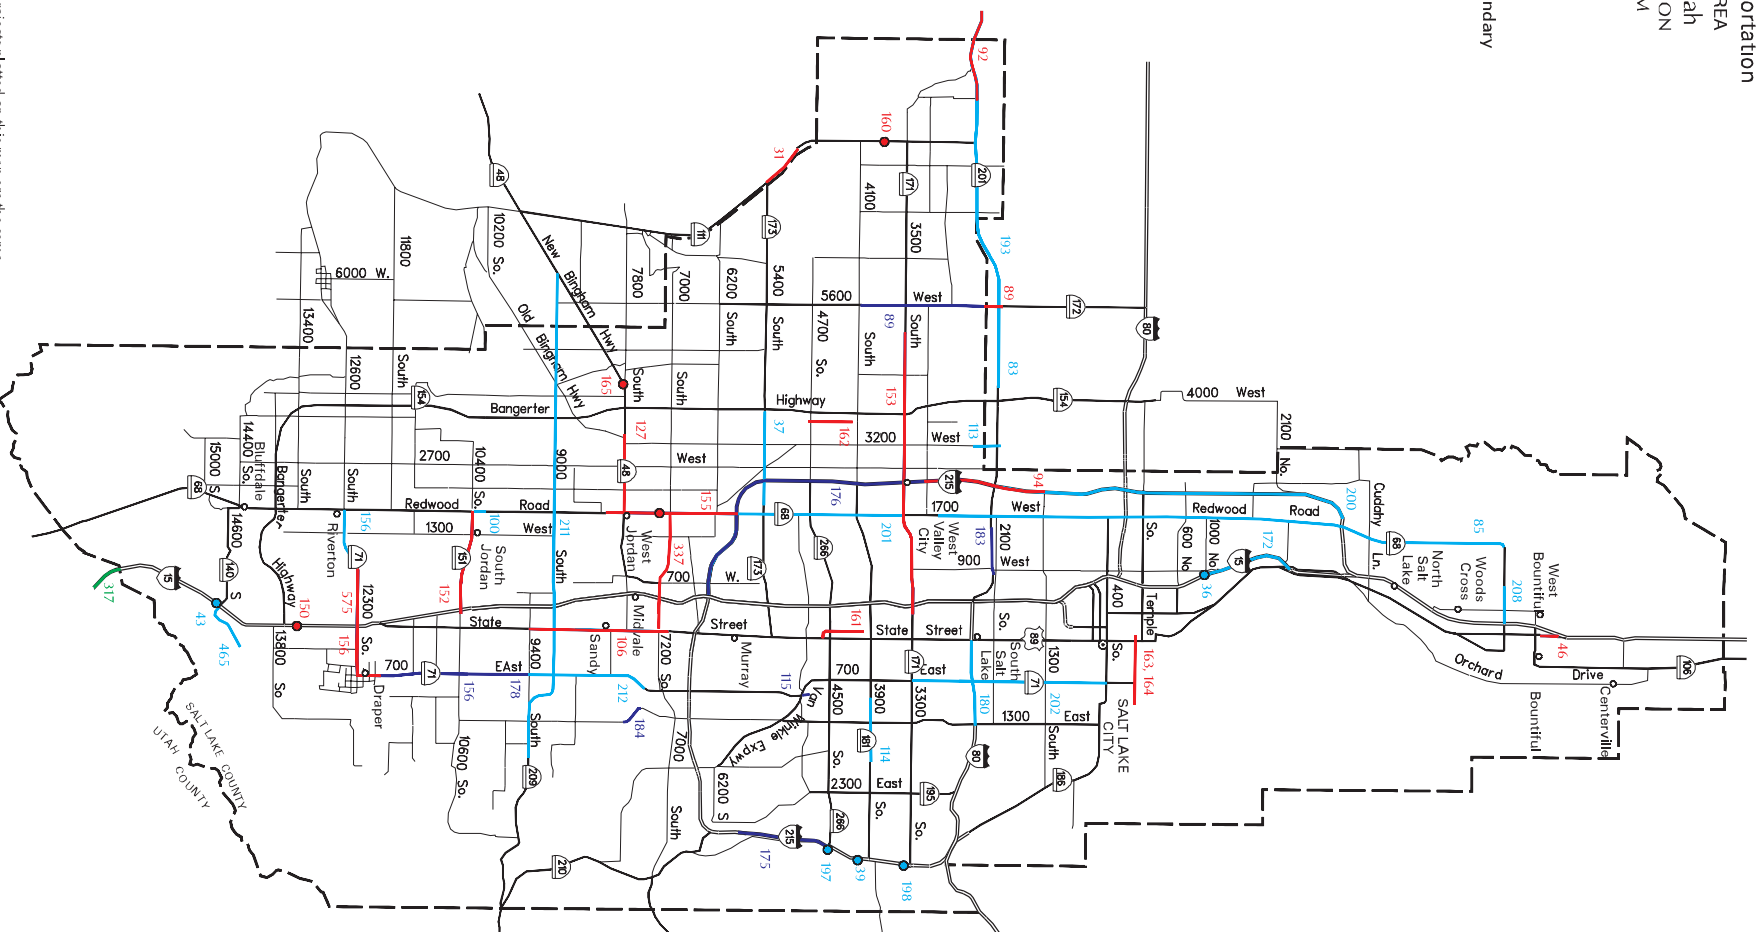 ortation
REA
ah
ON
M
ndary
92
160
31
48
171
201
4100
173
111
3500
193
10200 So.
New Bingham Hwy
11800
6000 W.
7800
7000
6200
5400
5600
West
89
89
172
80
13400
Old Bingham Hwy
4700
South
South
South
So.
South
South
83
12600
South
165
South
South
153
154
154
4000 West
Bangerter
Highway
2100 No.
127
37
162
3200
West
113
14400 So.
Bluffdale
15000 S
2700
West
10400 So.
9000
48
68
Bangerter
South
South
176
215
94
200
Cuddhy Ln.
Redwood
Road
155
68
1700
West
Redwood
Road
85
14600
156
1300
West
100
211
201
West Valley City
183
2100
So.
600 No
1000 No.
172
68
Riverton
71
151
South Jordan
South
West Jordan
337
266
173
900
West
15
North Salt Lake
Woods Cross
West Bountiful
208
Highway
140
S
15
317
43
465
150
575
12300 So.
152
700
W.
36
400
Temple
State
Street
161
State
Street
89
So.
46
13800 So
156
Draper
700
71
EAst
156
178
9400
Sandy
106
Midvale
7200 So.
Murray
212
184
115
Van Winkle Expwy
700
East
171
South Salt Lake
1300
71
163, 164
Orchard
Drive
106
Centerville
Bountiful
4500
3900
3300
180
202
SALT LAKE CITY
1300
East
South
SALT LAKE COUNTY
UTAH COUNTY
10600 So.
South
209
7000
South
6200 S
181
114
So.
80
186
2300
East
195
So.
So.
266
215
175
197
39
198
210